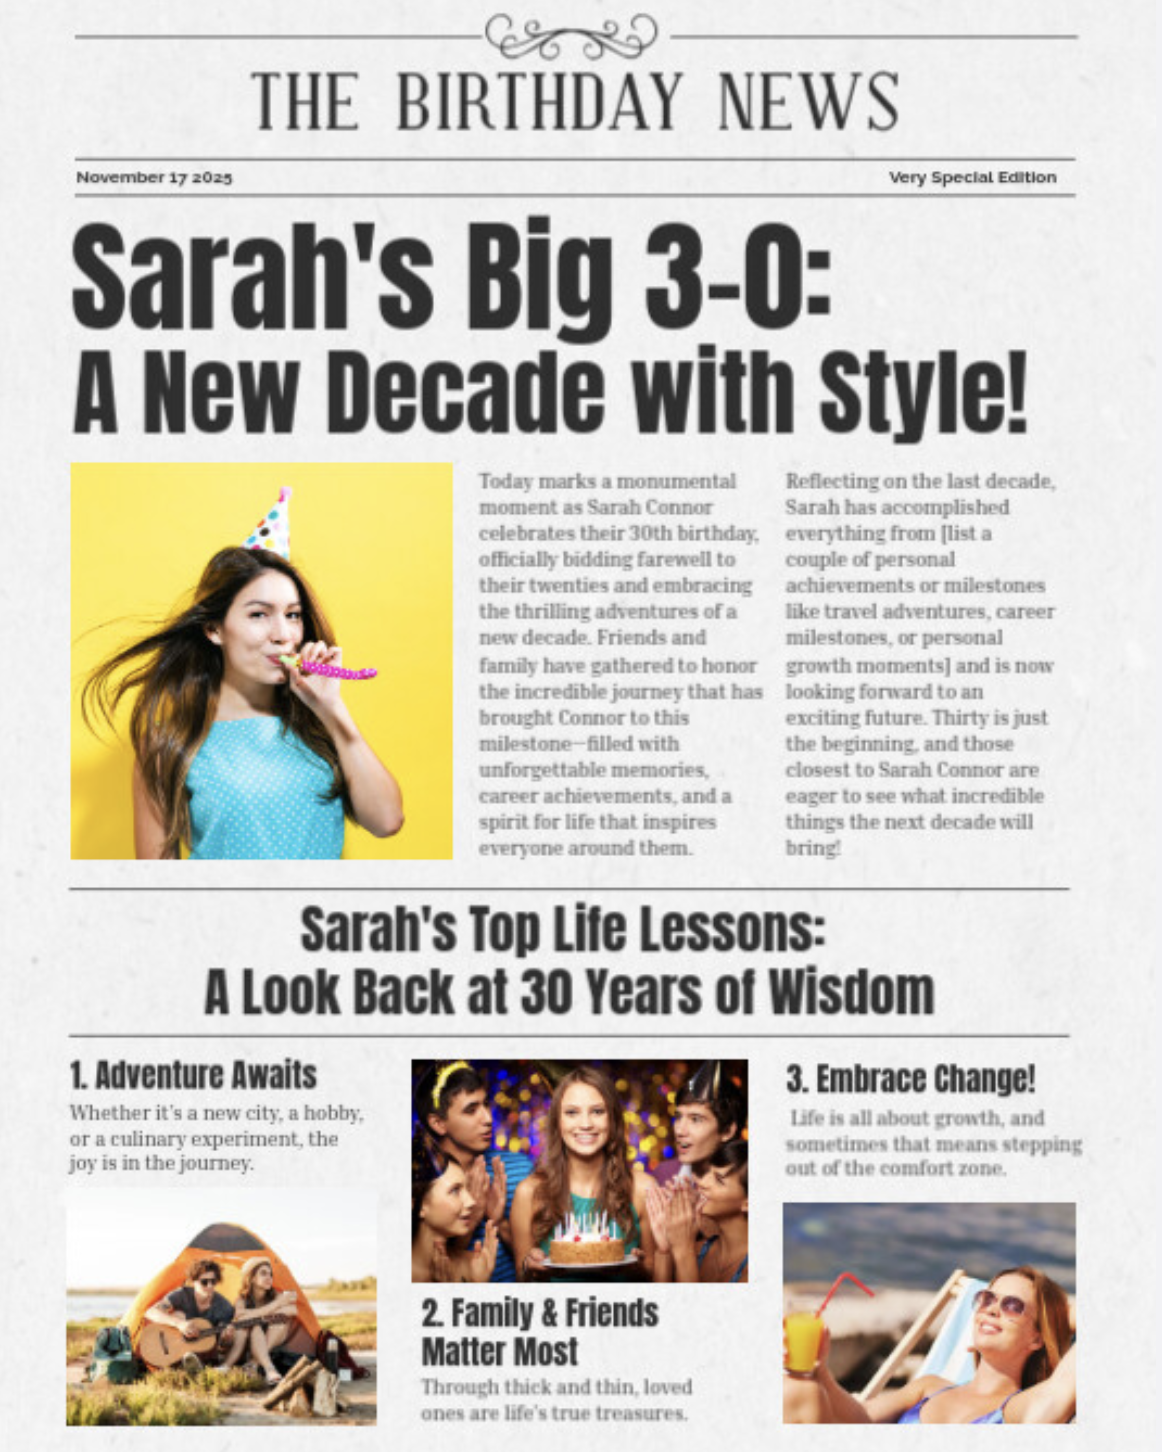 THE BIRTHDAY NEWS
November 17 2025
Very Special Edition
Sarah's Big 3-0:
A New Decade with Style!
Today marks a monumental
moment as Sarah Connor
celebrates their 30th birthday,
officially bidding farewell to
their twenties and embracing
the thrilling adventures of a
new decade. Friends and
family have gathered to honor
the incredible journey that has
brought Connor to this
milestone—filled with
unforgettable memories,
career achievements, and a
spirit for life that inspires
everyone around them.
Reflecting on the last decade,
Sarah has accomplished
everything from [list a
couple of personal
achievements or milestones
like travel adventures, career
milestones, or personal
growth moments] and is now
looking forward to an
exciting future. Thirty is just
the beginning, and those
closest to Sarah Connor are
eager to see what incredible
things the next decade will
bring!
Sarah's Top Life Lessons:
A Look Back at 30 Years of Wisdom
1. Adventure Awaits
Whether it's a new city, a hobby,
or a culinary experiment, the
joy is in the journey.
2. Family & Friends
Matter Most
Through thick and thin, loved
ones are life's true treasures.
3. Embrace Change!
Life is all about growth, and
sometimes that means stepping
out of the comfort zone.